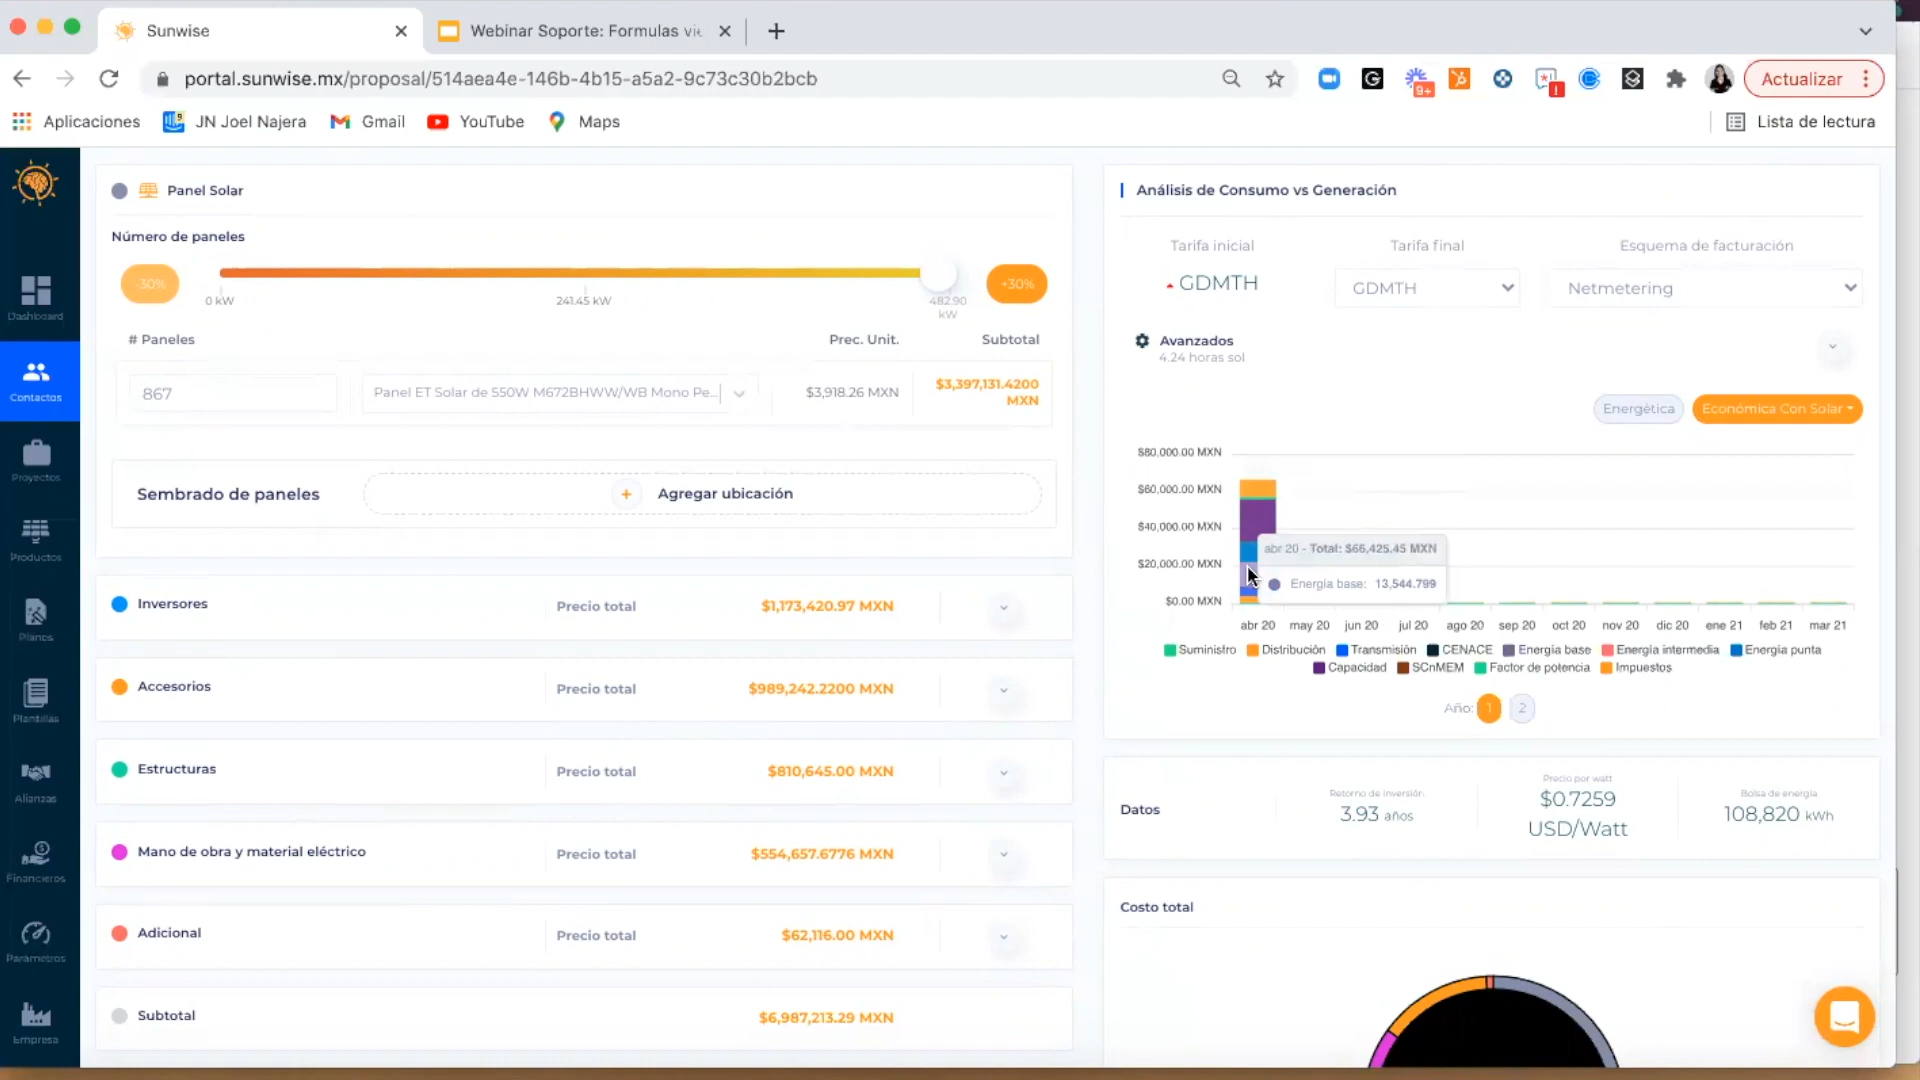 Sunwise
Webinar Soporte: Formulas vi
portal.sunwise.mx/proposal/514aea4e-146b-4b15-a5a2-9c73c30b2bcb
9+
Actualizar
Aplicaciones
JN Joel Najera
Gmail
YouTube
Maps
Lista de lectura
Dashboard
Contactos
Proyectos
Productos
Planos
Plantillas
Alianzas
Financieros
Parámetros
Empresa
Panel Solar
Número de paneles
-30%
0 kW
241.45 kW
482.90 kW
+30%
# Paneles
Prec. Unit.
Subtotal
867
Panel ET Solar de 550W M672BHWW/WB Mono Pe...
$3,918.26 MXN
$3,397,131.4200 MXN
Sembrado de paneles
+ Agregar ubicación
Inversores
Precio total
$1,173,420.97 MXN
Accesorios
Precio total
$989,242.2200 MXN
Estructuras
Precio total
$810,645.00 MXN
Mano de obra y material eléctrico
Precio total
$554,657.6776 MXN
Adicional
Precio total
$62,116.00 MXN
Subtotal
$6,987,213.29 MXN
Análisis de Consumo vs Generación
Tarifa inicial
Tarifa final
Esquema de facturación
GDMTH
GDMTH
Netmetering
Avanzados
4.24 horas sol
Energética
Económica Con Solar
$80,000.00 MXN
$60,000.00 MXN
$40,000.00 MXN
$20,000.00 MXN
$0.00 MXN
abr 20 - Total: $66,425.45 MXN
Energía base: 13,544.799
abr 20 may 20 jun 20 jul 20 ago 20 sep 20 oct 20 nov 20 dic 20 ene 21 feb 21 mar 21
Suministro Distribución Transmisión CENACE Energía base Energía intermedia Energía punta
Capacidad SCnMEM Factor de potencia Impuestos
Año: 1 2
Datos
Retorno de inversión
3.93 años
Precio por watt
$0.7259
USD/Watt
Bolsa de energía
108,820 kWh
Costo total